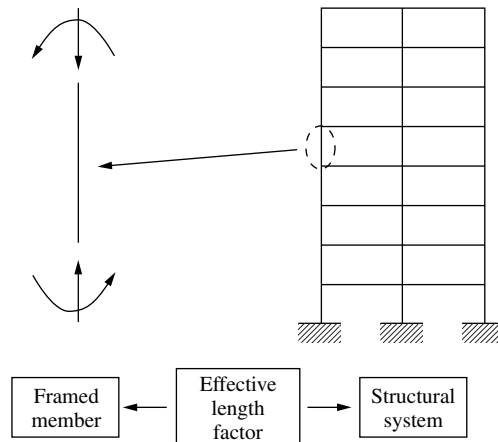 Framed
member
Effective
length
factor
Structural
system